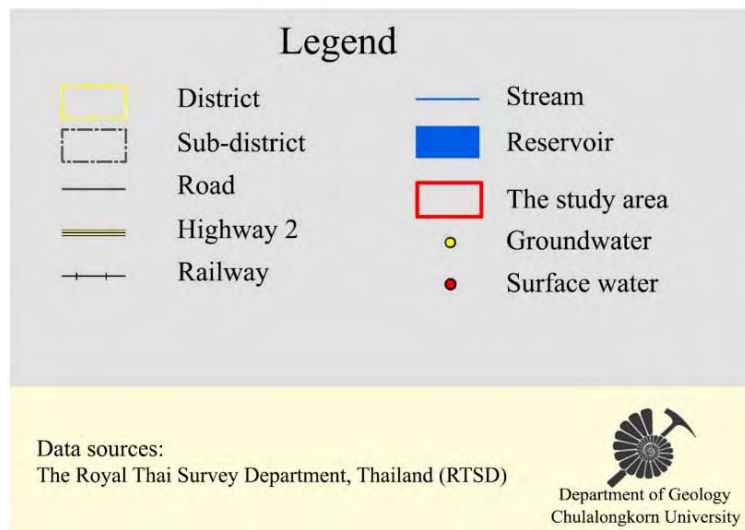 Legend
District
Sub-district
Road
Highway 2
Railway
Stream
Reservoir
The study area
Groundwater
Surface water
Data sources:
The Royal Thai Survey Department, Thailand (RTSD)
Department of Geology
Chulalongkorn University